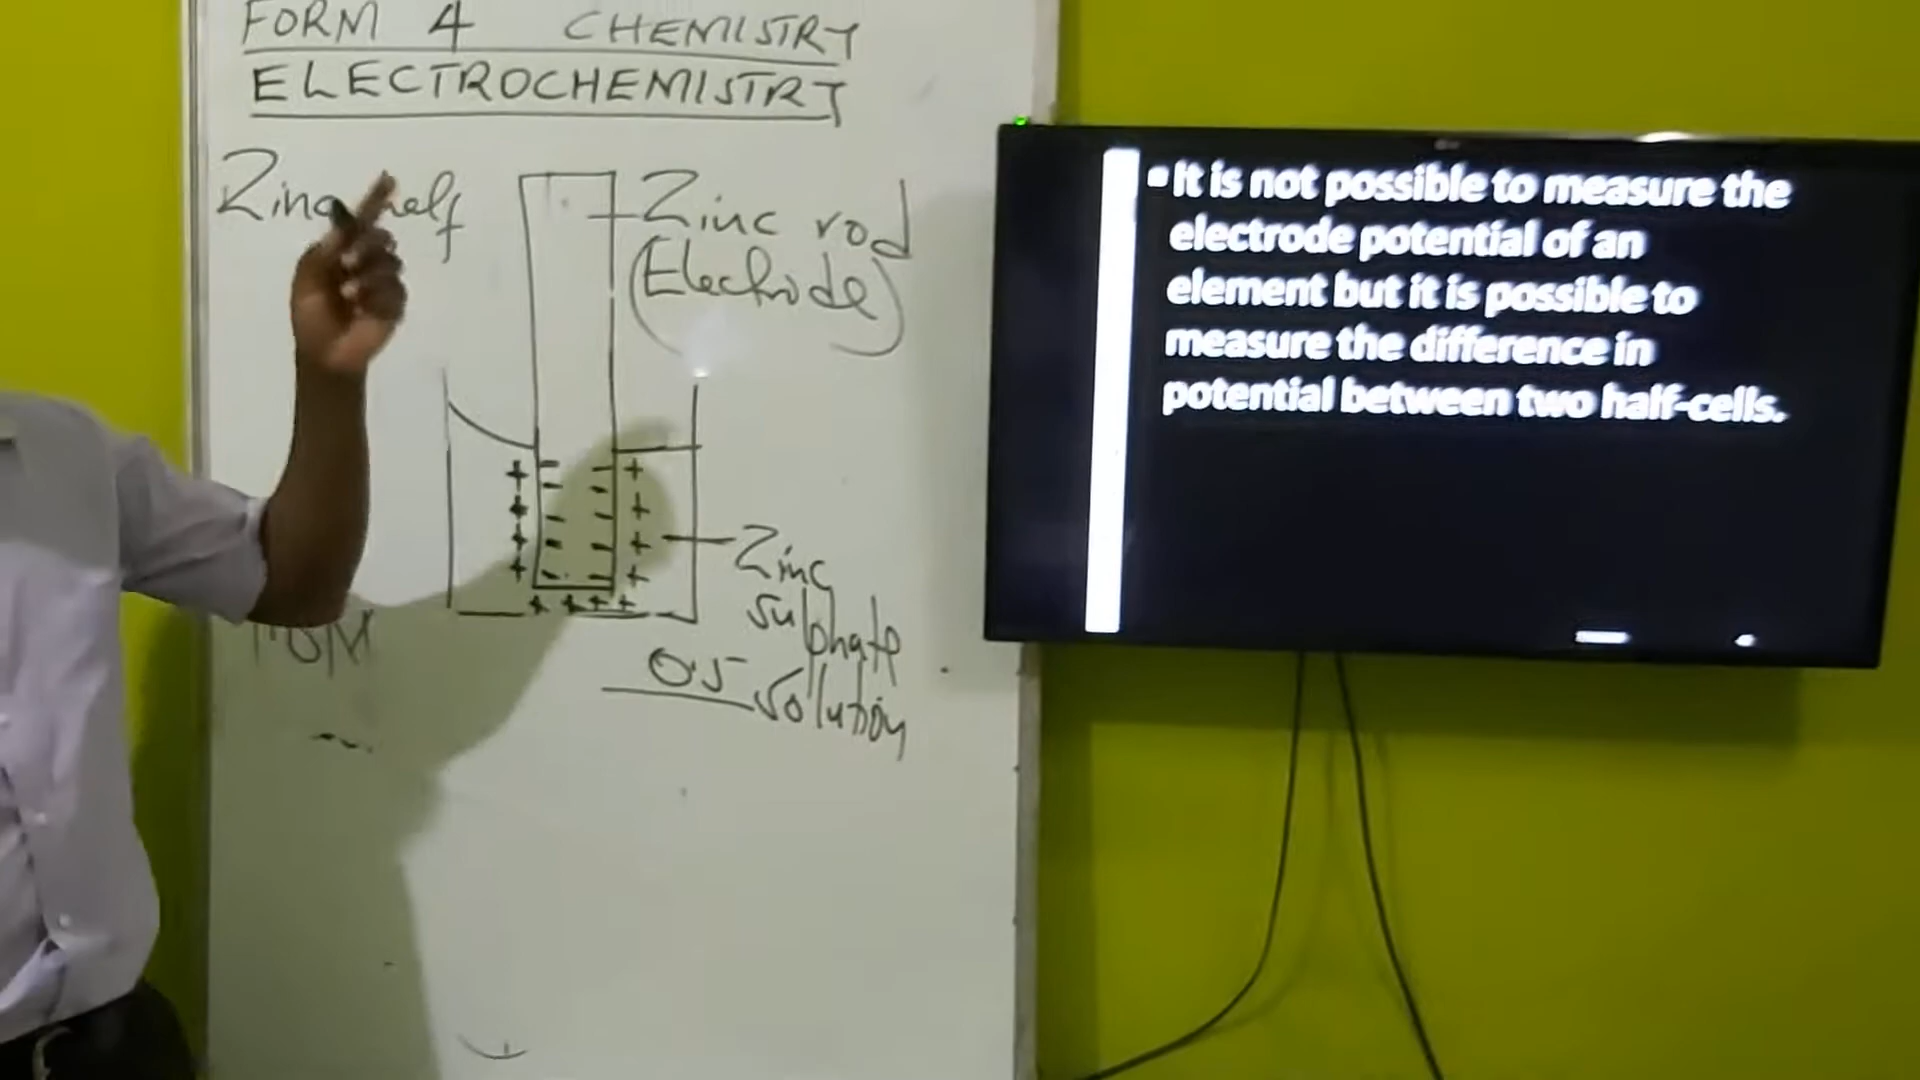 FORM 4 CHEMISTRY
ELECTROCHEMISTRY
Zinc half
Zinc rod
(Electrode)
+ - - +
+ - - +
+ - - +
+ - - +
+ + + +
Zinc
sulphate
solution
05
• It is not possible to measure the
electrode potential of an
element but it is possible to
measure the difference in
potential between two half-cells.